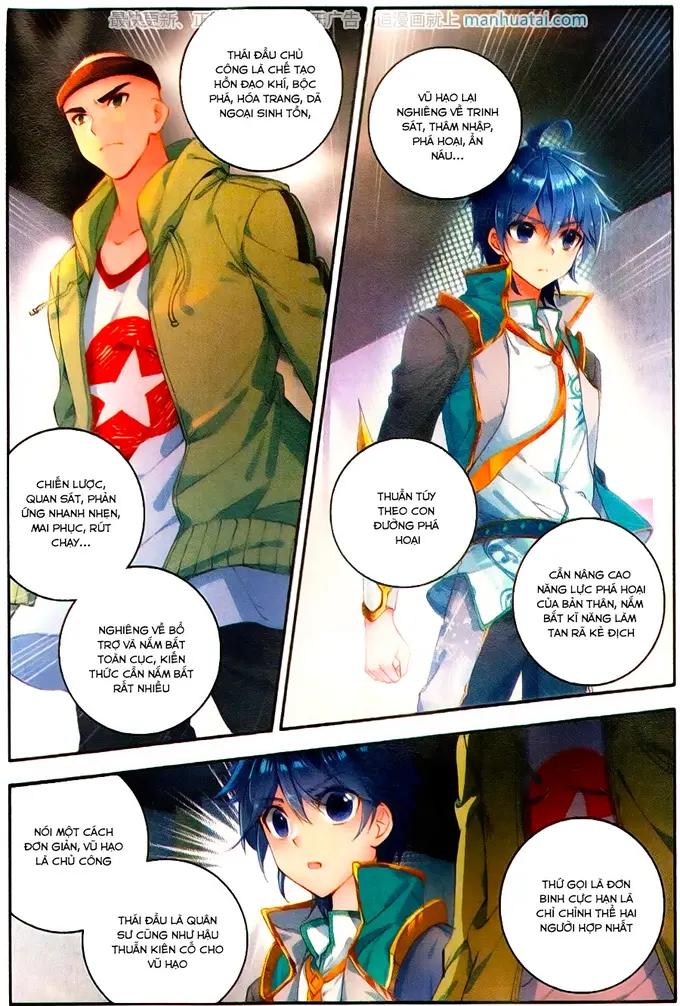 manhuatai.com
THÁI ĐẨU CHỦ
CÔNG LÀ CHẾ TẠO
HỒN ĐẠO KHÍ, BỘC
PHÁ, HÓA TRANG, DÃ
NGOẠI SINH TỒN,
CHIẾN LƯỢC,
QUAN SÁT, PHẢN
ỨNG NHANH NHẸN,
MAI PHỤC, RÚT
CHẠY...
NGHIÊNG VỀ BỔ
TRỢ VÀ NẮM BẮT
TOÀN CỤC, KIẾN
THỨC CẦN NẮM BẮT
RẤT NHIỀU
VŨ HẠO LẠI
NGHIÊNG VỀ TRINH
SÁT, THÂM NHẬP,
PHÁ HOẠI, ẨN
NÁU...
THUẦN TÚY
THEO CON
ĐƯỜNG PHÁ
HOẠI
CẦN NÂNG CAO
NĂNG LỰC PHÁ HOẠI
CỦA BẢN THÂN, NẮM
BẮT KĨ NĂNG LÀM
TAN RÃ KẺ ĐỊCH
NÓI MỘT CÁCH
ĐƠN GIẢN, VŨ HẠO
LÀ CHỦ CÔNG
THÁI ĐẨU LÀ QUÂN
SƯ CŨNG NHƯ HẬU
THUẪN KIÊN CỐ CHO
VŨ HẠO
THỨ GỌI LÀ ĐƠN
BINH CỰC HẠN LÀ
CHỈ CHỈNH THỂ HAI
NGƯỜI HỢP NHẤT